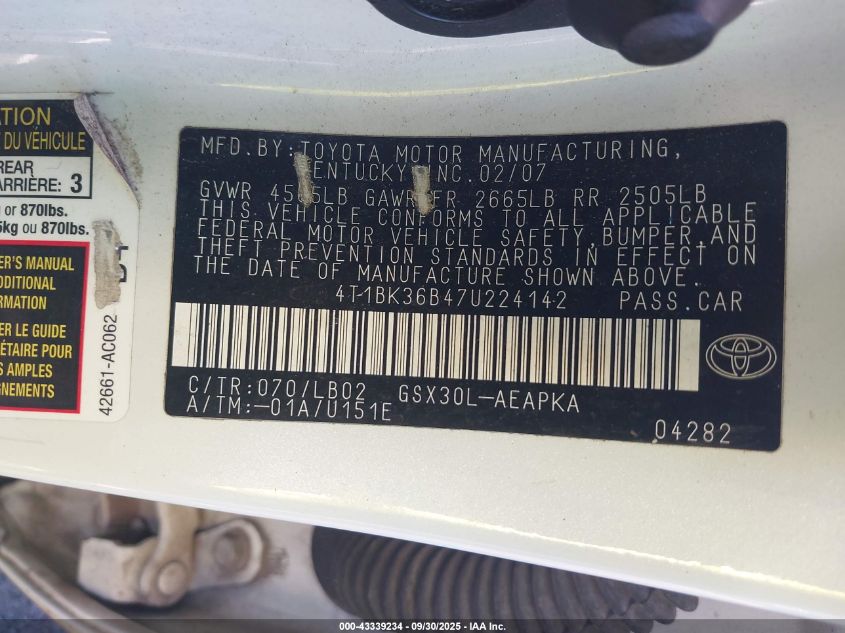 ATION
DU VÉHICULE
REAR
ARRIÈRE: 3
or 870lbs.
5kg ou 870lbs.
ER'S MANUAL
ADDITIONAL
RMATION
ER LE GUIDE
RIÉTAIRE POUR
US AMPLES
GNEMENTS
42661-AC062
MFD.BY: TOYOTA MOTOR MANUFACTURING,
KENTUCKY, INC. 02/07
GVWR LB GAWR FR 2665LB RR 2505LB
THIS VEHICLE CONFORMS TO ALL APPLICABLE
FEDERAL MOTOR VEHICLE SAFETY, BUMPER, AND
THEFT PREVENTION STANDARDS IN EFFECT ON
THE DATE OF MANUFACTURE SHOWN ABOVE.
4T1BK36B47U224142 PASS.CAR
C/TR:070/LB02 GSX30L-AEAPKA
A/TM:-01A/U151E
04282
000-43339234 - 09/30/2025 - IAA Inc.